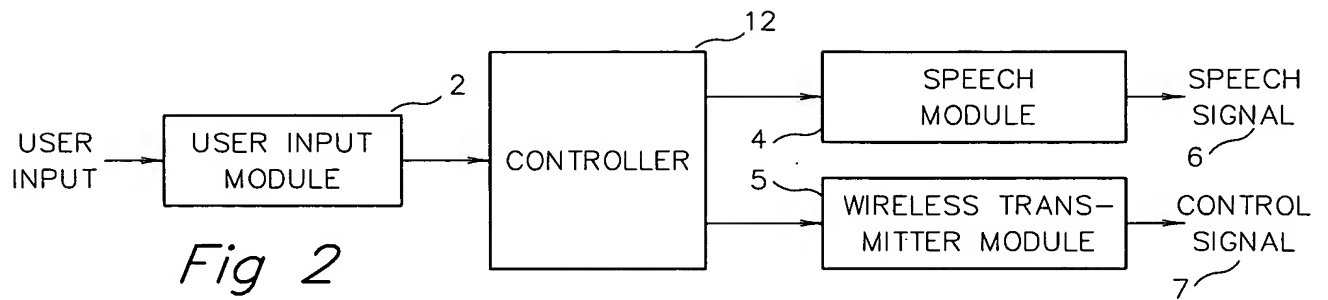 12
2
USER
INPUT
USER INPUT
MODULE
CONTROLLER
SPEECH
MODULE
4
SPEECH
SIGNAL
6
5
WIRELESS TRANS-
MITTER MODULE
CONTROL
SIGNAL
7
Fig 2